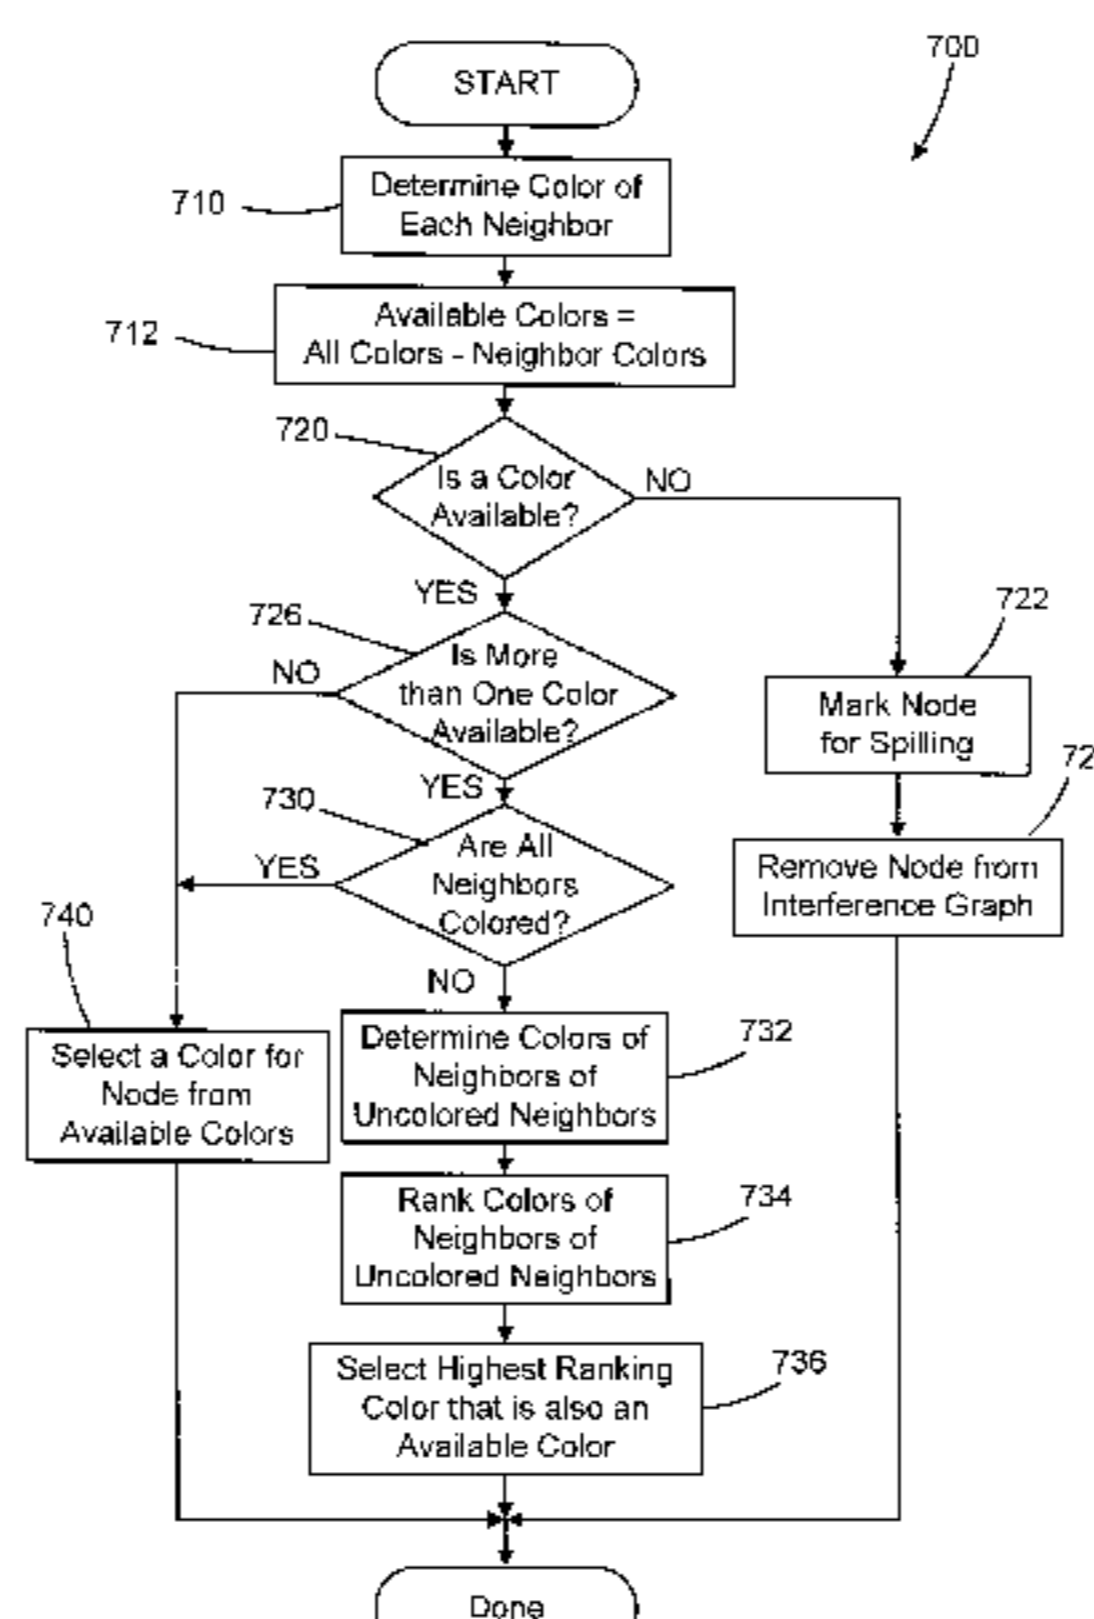 START
700
710
Determine Color of
Each Neighbor
712
Available Colors =
All Colors - Neighbor Colors
720
Is a Color
Available?
NO
YES
726
Is More
than One Color
Available?
NO
YES
722
Mark Node
for Spilling
72
Remove Node from
Interference Graph
730
Are All
Neighbors
Colored?
YES
NO
740
Select a Color for
Node from
Available Colors
732
Determine Colors of
Neighbors of
Uncolored Neighbors
734
Rank Colors of
Neighbors of
Uncolored Neighbors
736
Select Highest Ranking
Color that is also an
Available Color
Done